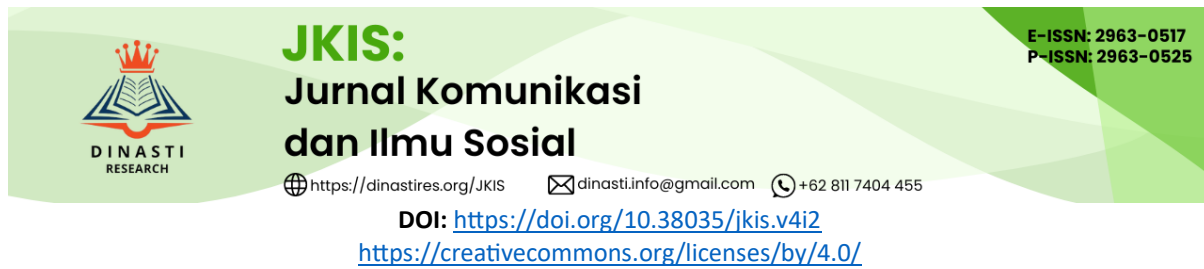 JKIS:
Jurnal Komunikasi
dan Ilmu Sosial
E-ISSN: 2963-0517
P-ISSN: 2963-0525
DINASTI
RESEARCH
https://dinastires.org/JKIS dinasti.info@gmail.com +62 811 7404 455
DOI: https://doi.org/10.38035/jkis.v4i2
https://creativecommons.org/licenses/by/4.0/